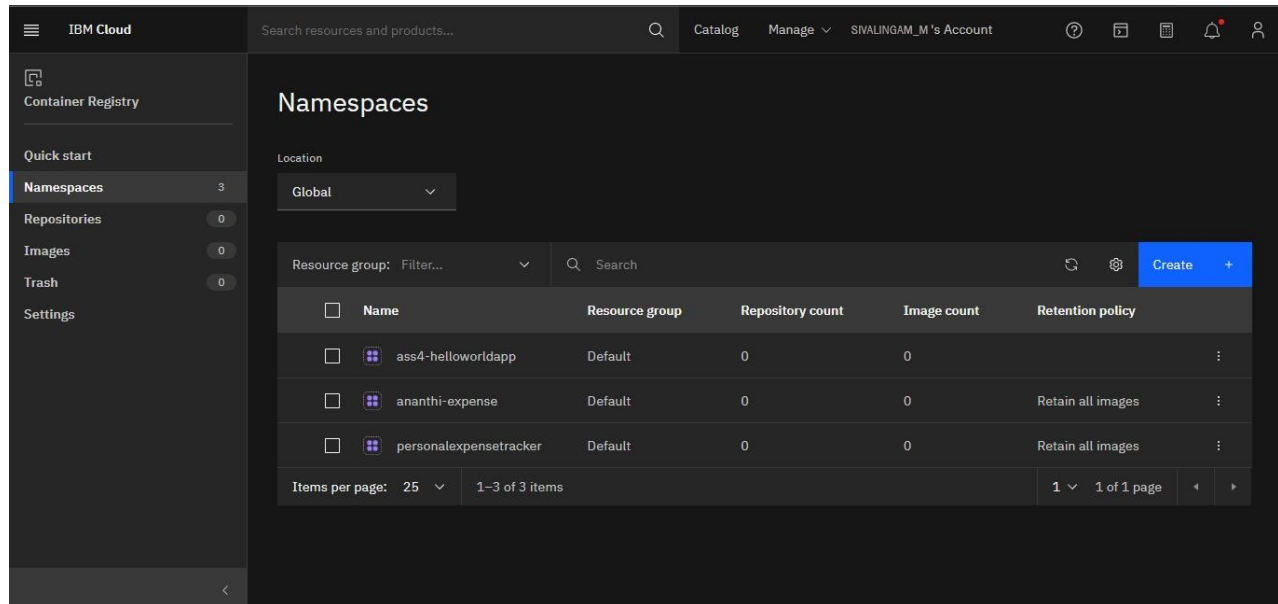 IBM Cloud
Search resources and products...
Catalog
Manage
SIVALINGAM_M's Account
Container Registry
Quick start
Namespaces 3
Repositories 0
Images 0
Trash 0
Settings
Namespaces
Location
Global
Resource group: Filter...
Search
Create +
Name Resource group Repository count Image count Retention policy
ass4-helloworldapp Default 0 0
ananthi-expense Default 0 0 Retain all images
personalexpensetracker Default 0 0 Retain all images
Items per page: 25 1–3 of 3 items 1 1 of 1 page